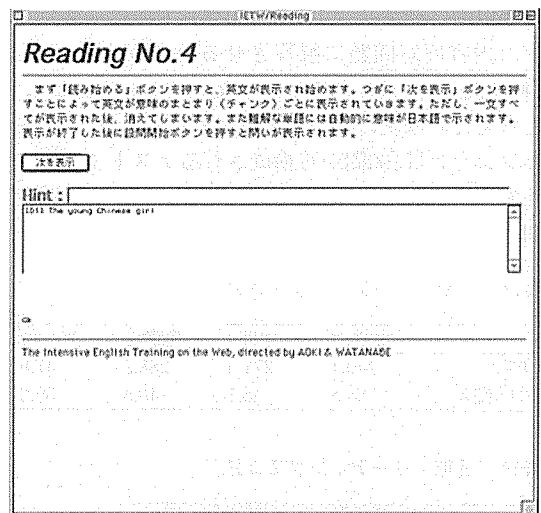 IETW/Reading
Reading No.4
まず「読み始める」ボタンを押すと、英文が表示され始めます。つぎに「次を表示」ボタンを押
すことによって英文が意味のまとまり（チャンク）ごとに表示されていきます。ただし、一文すべ
てが表示された後、消えてしまいます。また難解な単語には自動的に意味が日本語で示されます。
表示が終了した後に設問開始ボタンを押すと問いが表示されます。
次を表示
Hint :
The young Chinese girl
The Intensive English Training on the Web, directed by AOKI & WATANABE